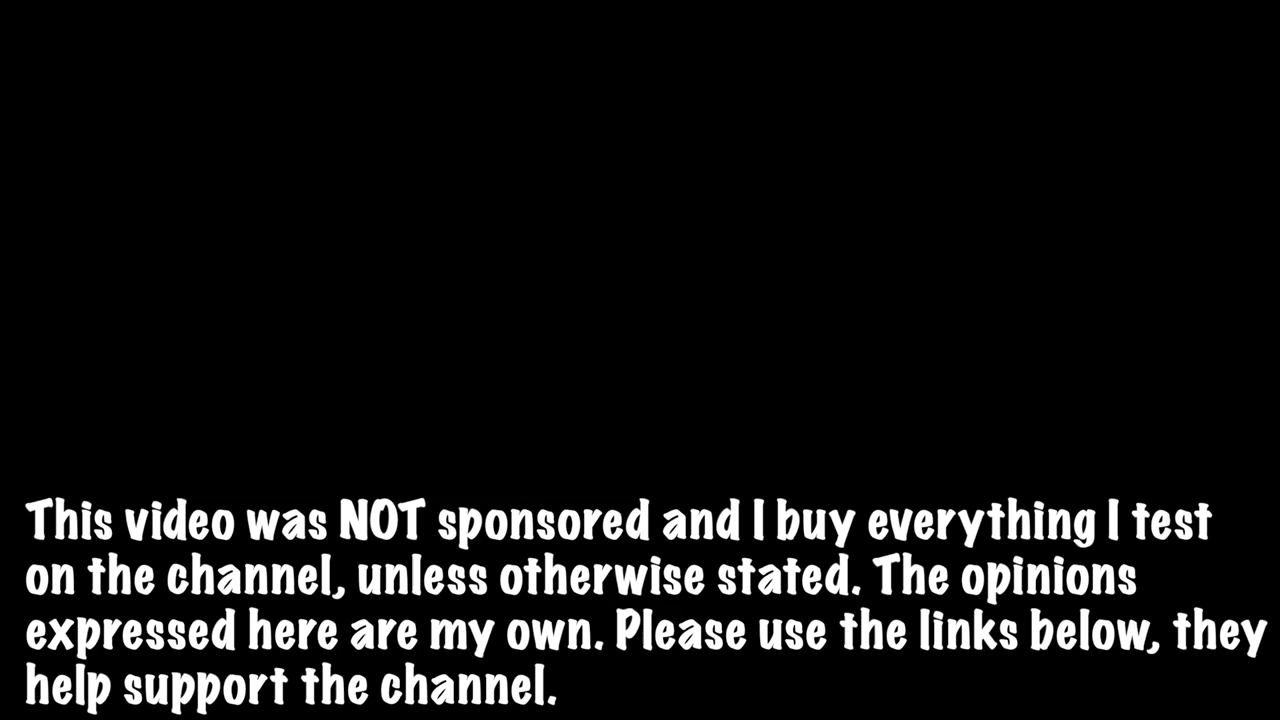 This video was NOT sponsored and I buy everything I test
on the channel, unless otherwise stated. The opinions
expressed here are my own. Please use the links below, they
help support the channel.